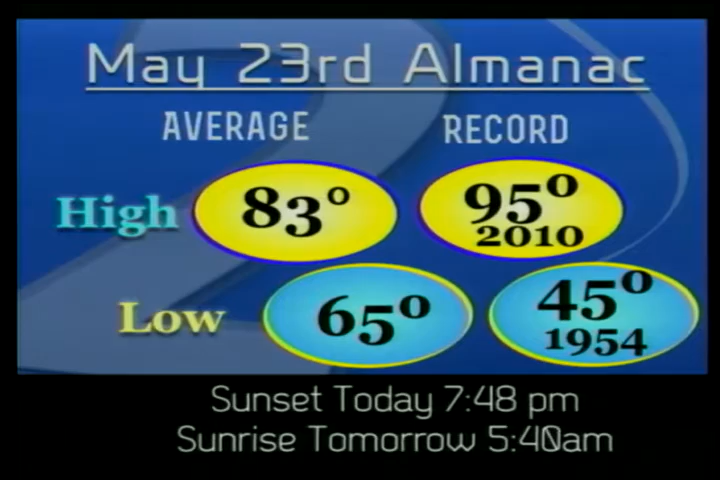 May 23rd Almanac
AVERAGE RECORD
High 83° 95°
2010
Low 65° 45°
1954
Sunset Today 7:48 pm
Sunrise Tomorrow 5:40am